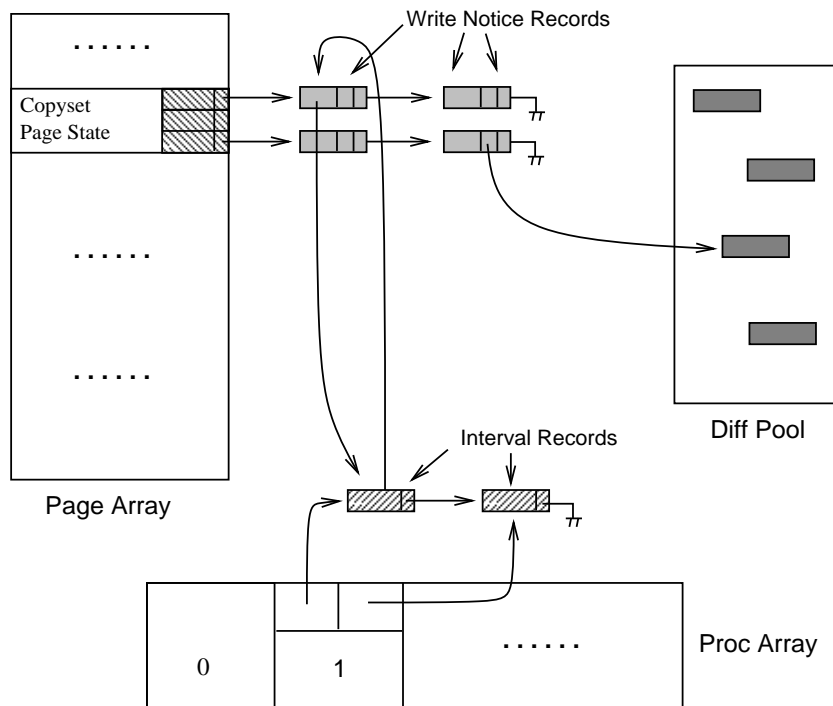 Write Notice Records
. . . . . .
Copyset
Page State
. . . . . .
. . . . . .
Diff Pool
Interval Records
Page Array
Proc Array
. . . . . .
0
1